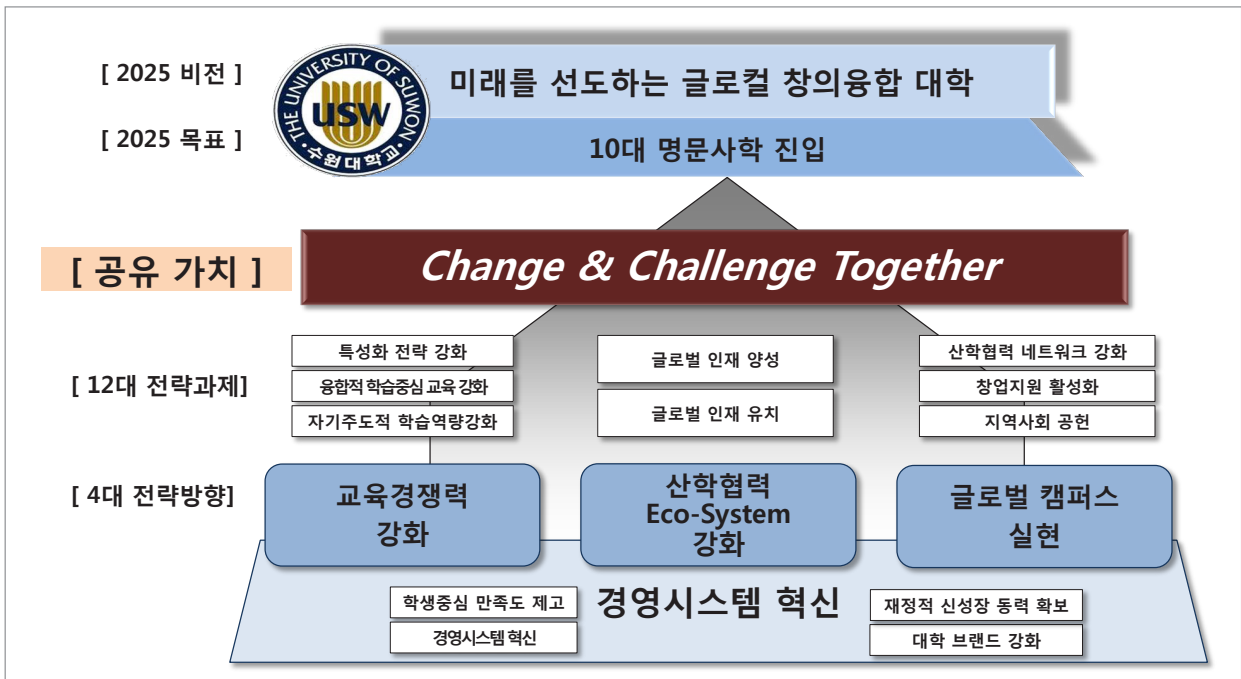 [ 2025 비전 ]
THE UNIVERSITY OF SUWON
USW
수원대학교
미래를 선도하는 글로컬 창의융합 대학
[ 2025 목표 ]
10대 명문사학 진입
[ 공유 가치 ]
Change & Challenge Together
[ 12대 전략과제]
특성화 전략 강화
융합적 학습중심 교육 강화
자기주도적 학습역량강화
글로벌 인재 양성
글로벌 인재 유치
산학협력 네트워크 강화
창업지원 활성화
지역사회 공헌
[ 4대 전략방향]
교육경쟁력
강화
산학협력
Eco-System
강화
글로벌 캠퍼스
실현
경영시스템 혁신
학생중심 만족도 제고
경영시스템 혁신
재정적 신성장 동력 확보
대학 브랜드 강화